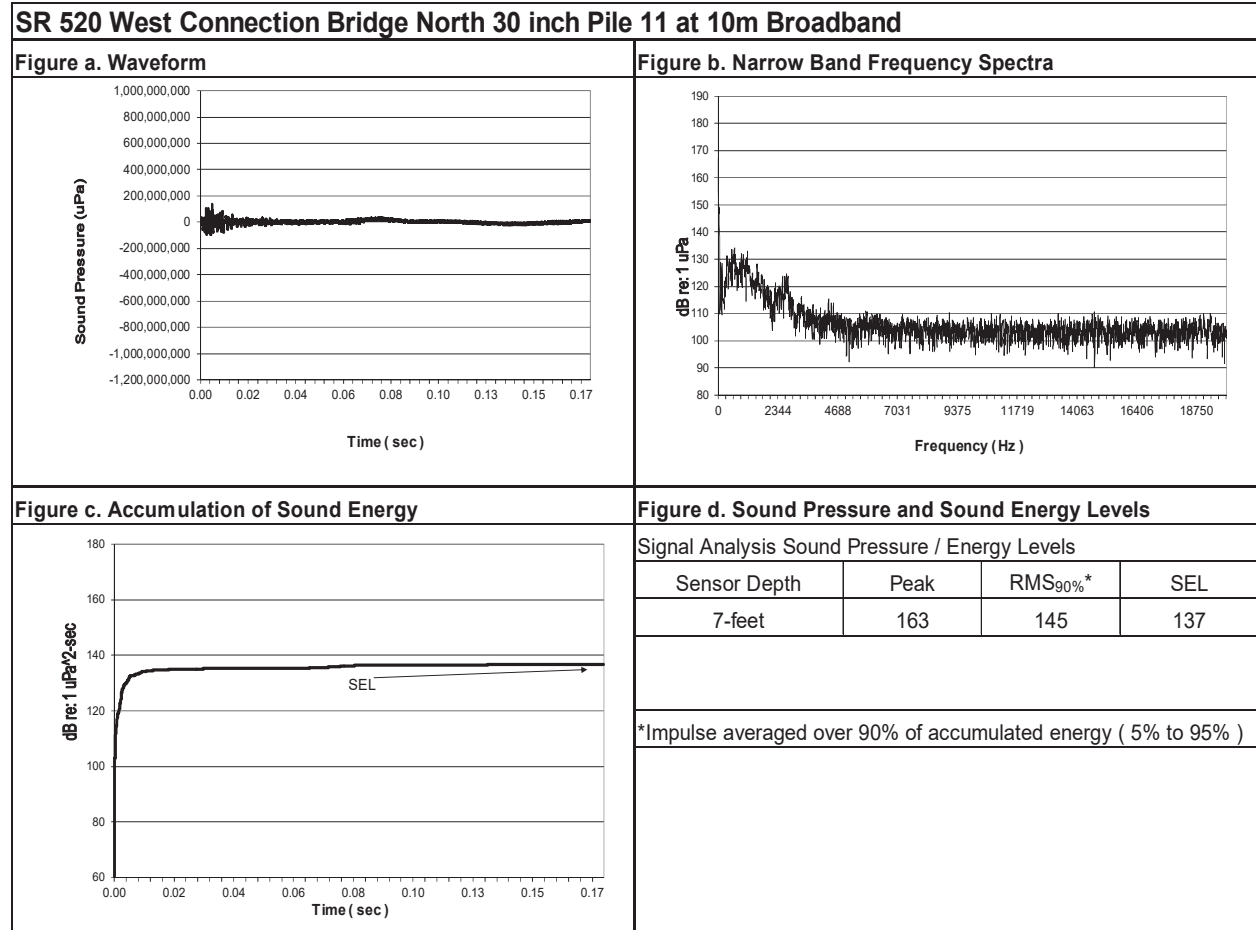 SR 520 West Connection Bridge North 30 inch Pile 11 at 10m Broadband
Figure a. Waveform
1,000,000,000
800,000,000
600,000,000
400,000,000
200,000,000
0
-200,000,000
-400,000,000
-600,000,000
-800,000,000
-1,000,000,000
-1,200,000,000
Sound Pressure (uPa)
0.00 0.02 0.04 0.06 0.08 0.10 0.13 0.15 0.17
Time ( sec )
Figure b. Narrow Band Frequency Spectra
190
180
170
160
150
140
130
120
110
100
90
80
dB re: 1 uPa
0 2344 4688 7031 9375 11719 14063 16406 18750
Frequency ( Hz )
Figure c. Accumulation of Sound Energy
180
160
140
120
100
80
60
dB re: 1 uPa^2-sec
SEL
0.00 0.02 0.04 0.06 0.08 0.10 0.13 0.15 0.17
Time ( sec )
Figure d. Sound Pressure and Sound Energy Levels
Signal Analysis Sound Pressure / Energy Levels
Sensor Depth Peak RMS90%* SEL
7-feet 163 145 137
*Impulse averaged over 90% of accumulated energy ( 5% to 95% )